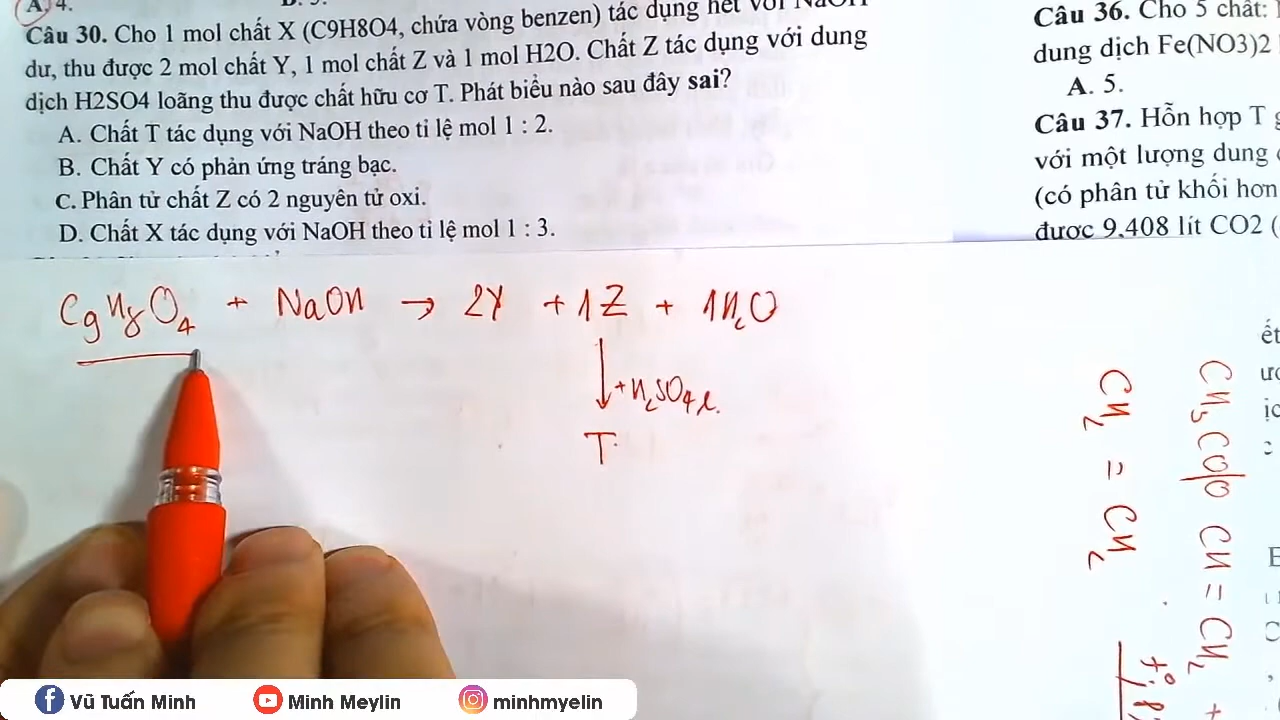 A. 4.
Câu 30. Cho 1 mol chất X (C9H8O4, chứa vòng benzen) tác dụng hết với NaOH
dư, thu được 2 mol chất Y, 1 mol chất Z và 1 mol H2O. Chất Z tác dụng với dung
dịch H2SO4 loãng thu được chất hữu cơ T. Phát biểu nào sau đây sai?
A. Chất T tác dụng với NaOH theo tỉ lệ mol 1 : 2.
B. Chất Y có phản ứng tráng bạc.
C. Phân tử chất Z có 2 nguyên tử oxi.
D. Chất X tác dụng với NaOH theo tỉ lệ mol 1 : 3.
C9H8O4 + NaOH → 2Y + 1Z + 1H2O
+ H2SO4 l.
T
Câu 36. Cho 5 chất:
dung dịch Fe(NO3)2
A. 5.
Câu 37. Hỗn hợp T
với một lượng dung
(có phân tử khối hơn
được 9,408 lít CO2 (
CH3COO CH = CH2 +
CH2 = CH2
Vũ Tuấn Minh
Minh Meylin
minhmyelin